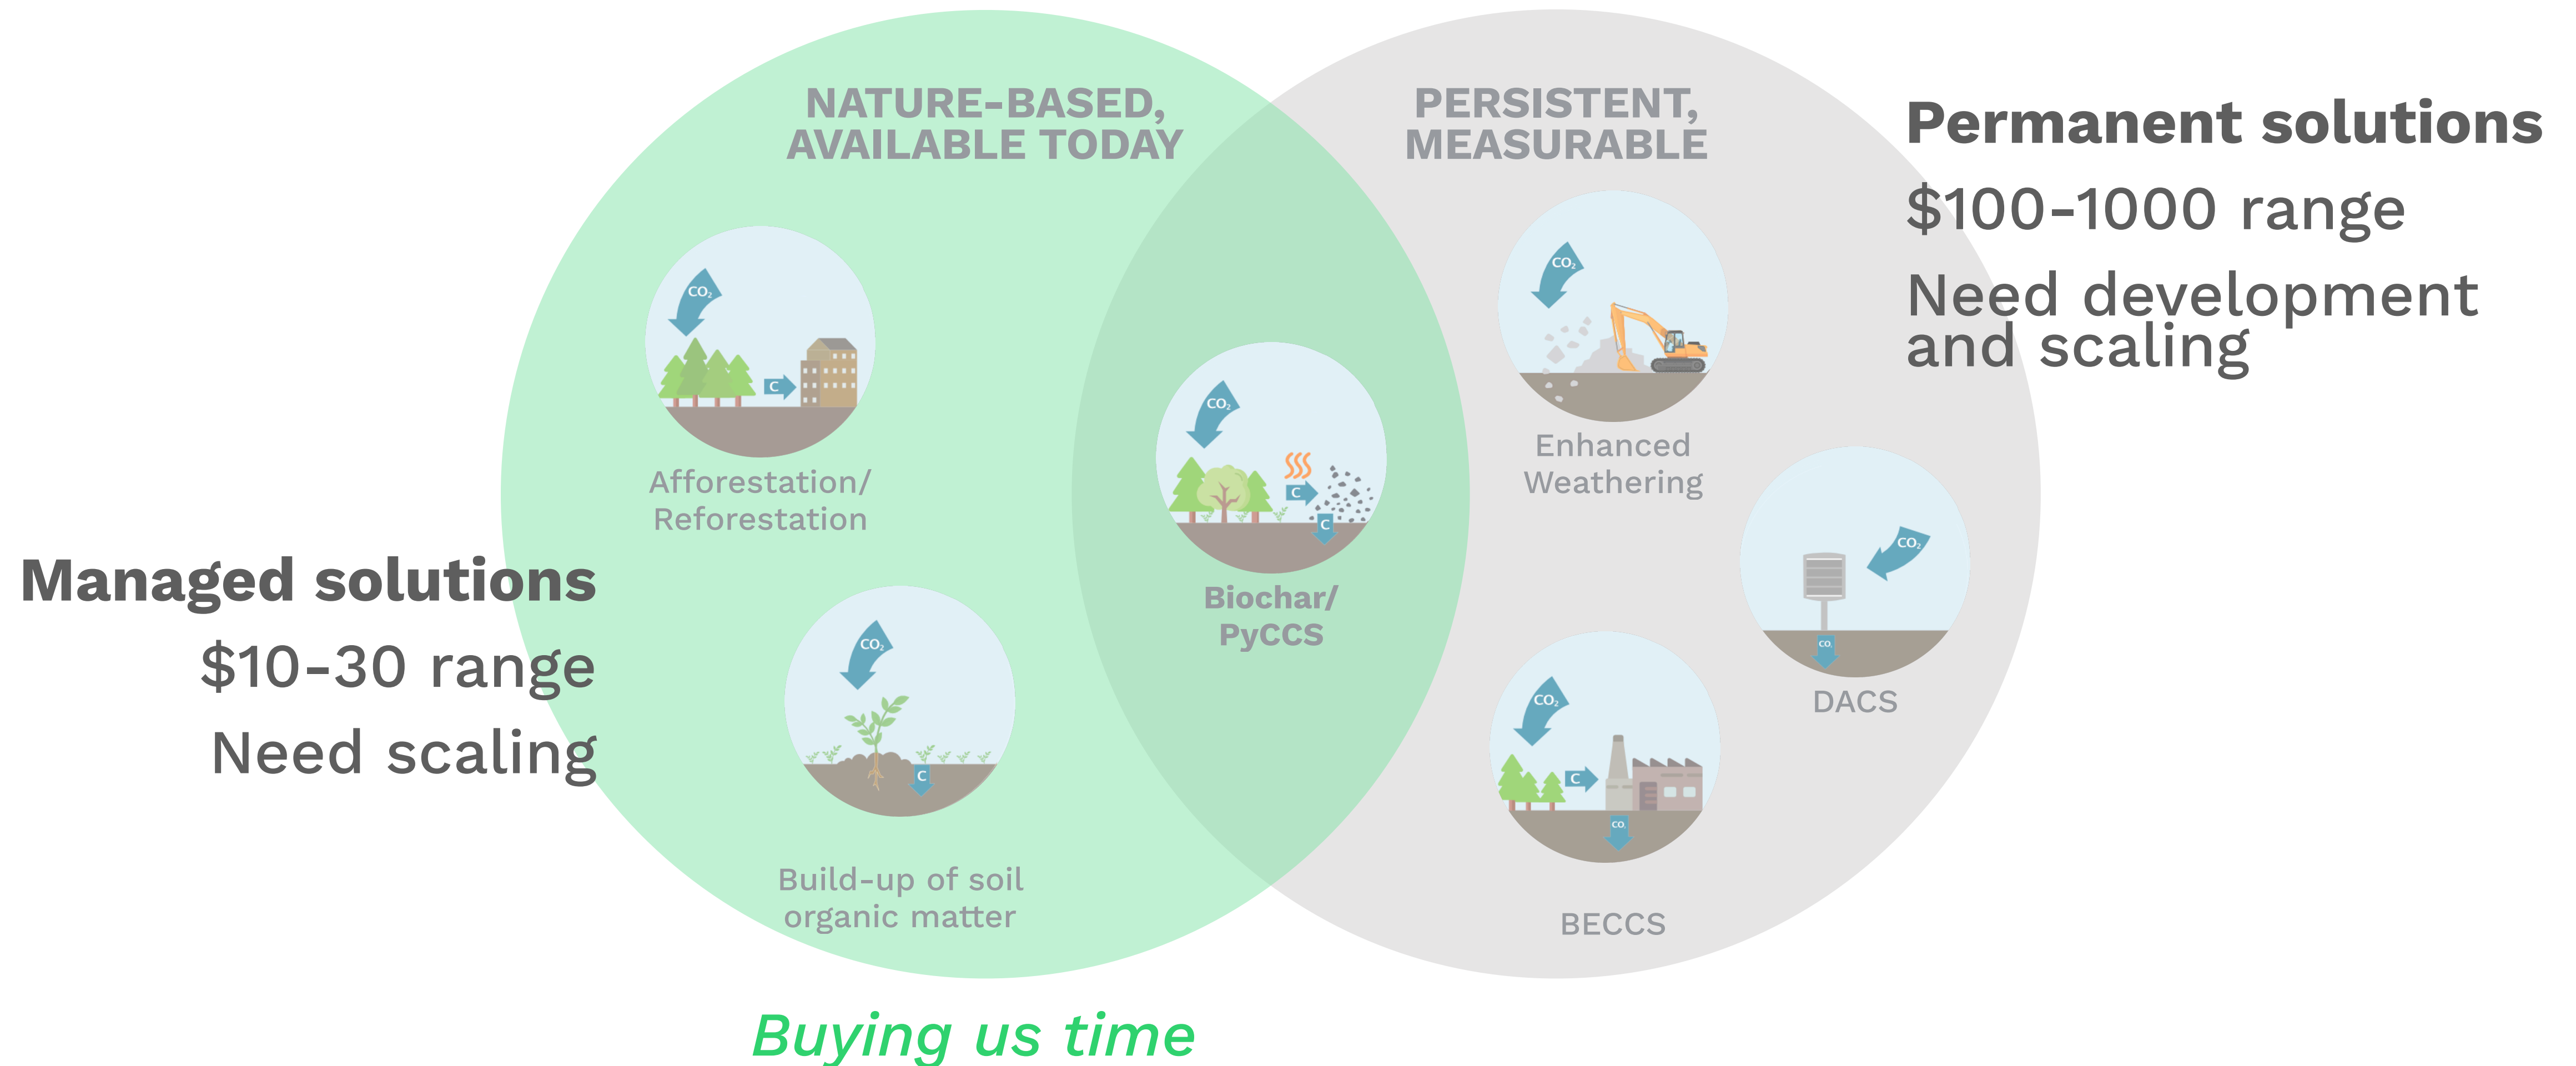 NATURE-BASED,
AVAILABLE TODAY
PERSISTENT,
MEASURABLE
Permanent solutions
$100-1000 range
Need development
and scaling
CO₂
C
Afforestation/
Reforestation
CO₂
C
C
Biochar/
PyCCS
CO₂
Enhanced
Weathering
CO₂
CO₂
DACS
Managed solutions
$10-30 range
Need scaling
CO₂
C
Build-up of soil
organic matter
CO₂
C
CO₂
BECCS
Buying us time